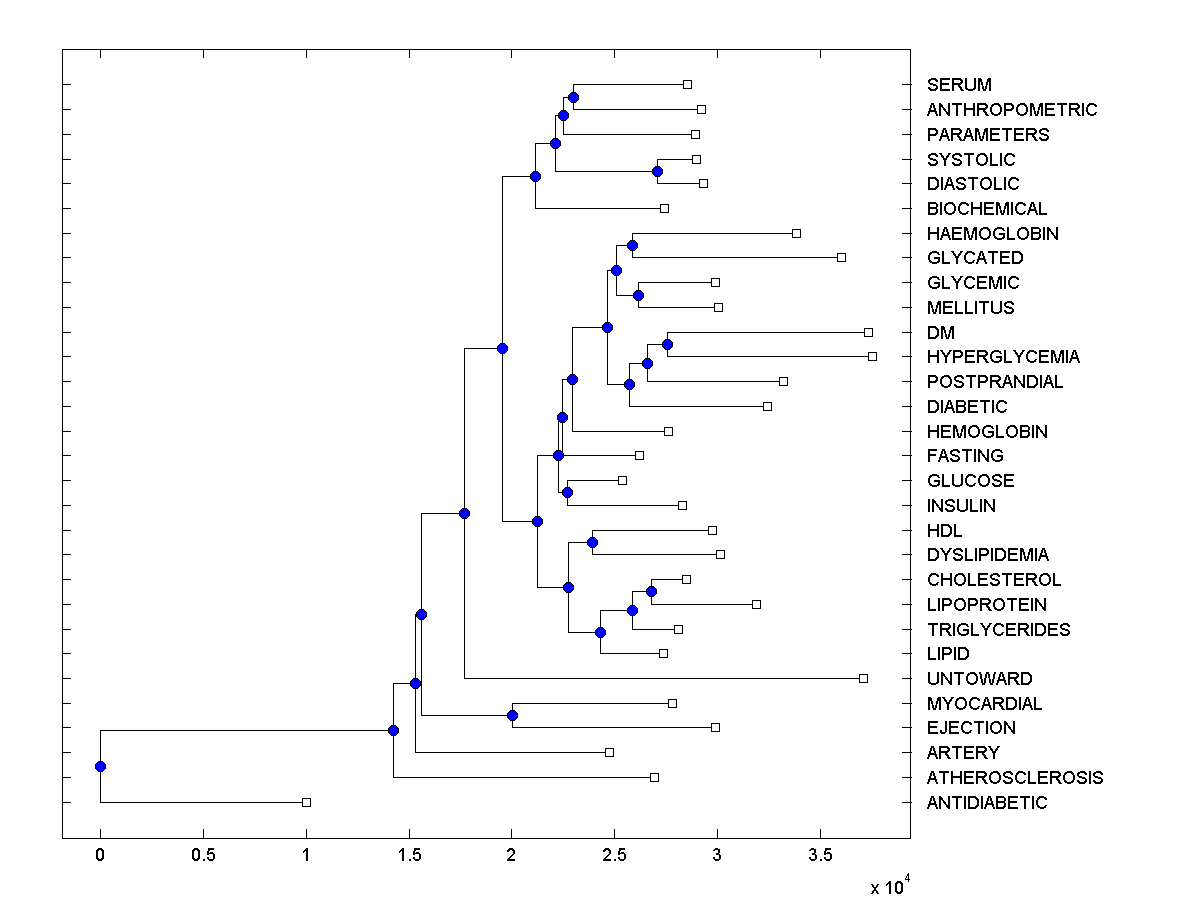 SERUM
ANTHROPOMETRIC
PARAMETERS
SYSTOLIC
DIASTOLIC
BIOCHEMICAL
HAEMOGLOBIN
GLYCATED
GLYCEMIC
MELLITUS
DM
HYPERGLYCEMIA
POSTPRANDIAL
DIABETIC
HEMOGLOBIN
FASTING
GLUCOSE
INSULIN
HDL
DYSLIPIDEMIA
CHOLESTEROL
LIPOPROTEIN
TRIGLYCERIDES
LIPID
UNTOWARD
MYOCARDIAL
EJECTION
ARTERY
ATHEROSCLEROSIS
ANTIDIABETIC
0 0.5 1 1.5 2 2.5 3 3.5
x 10^4